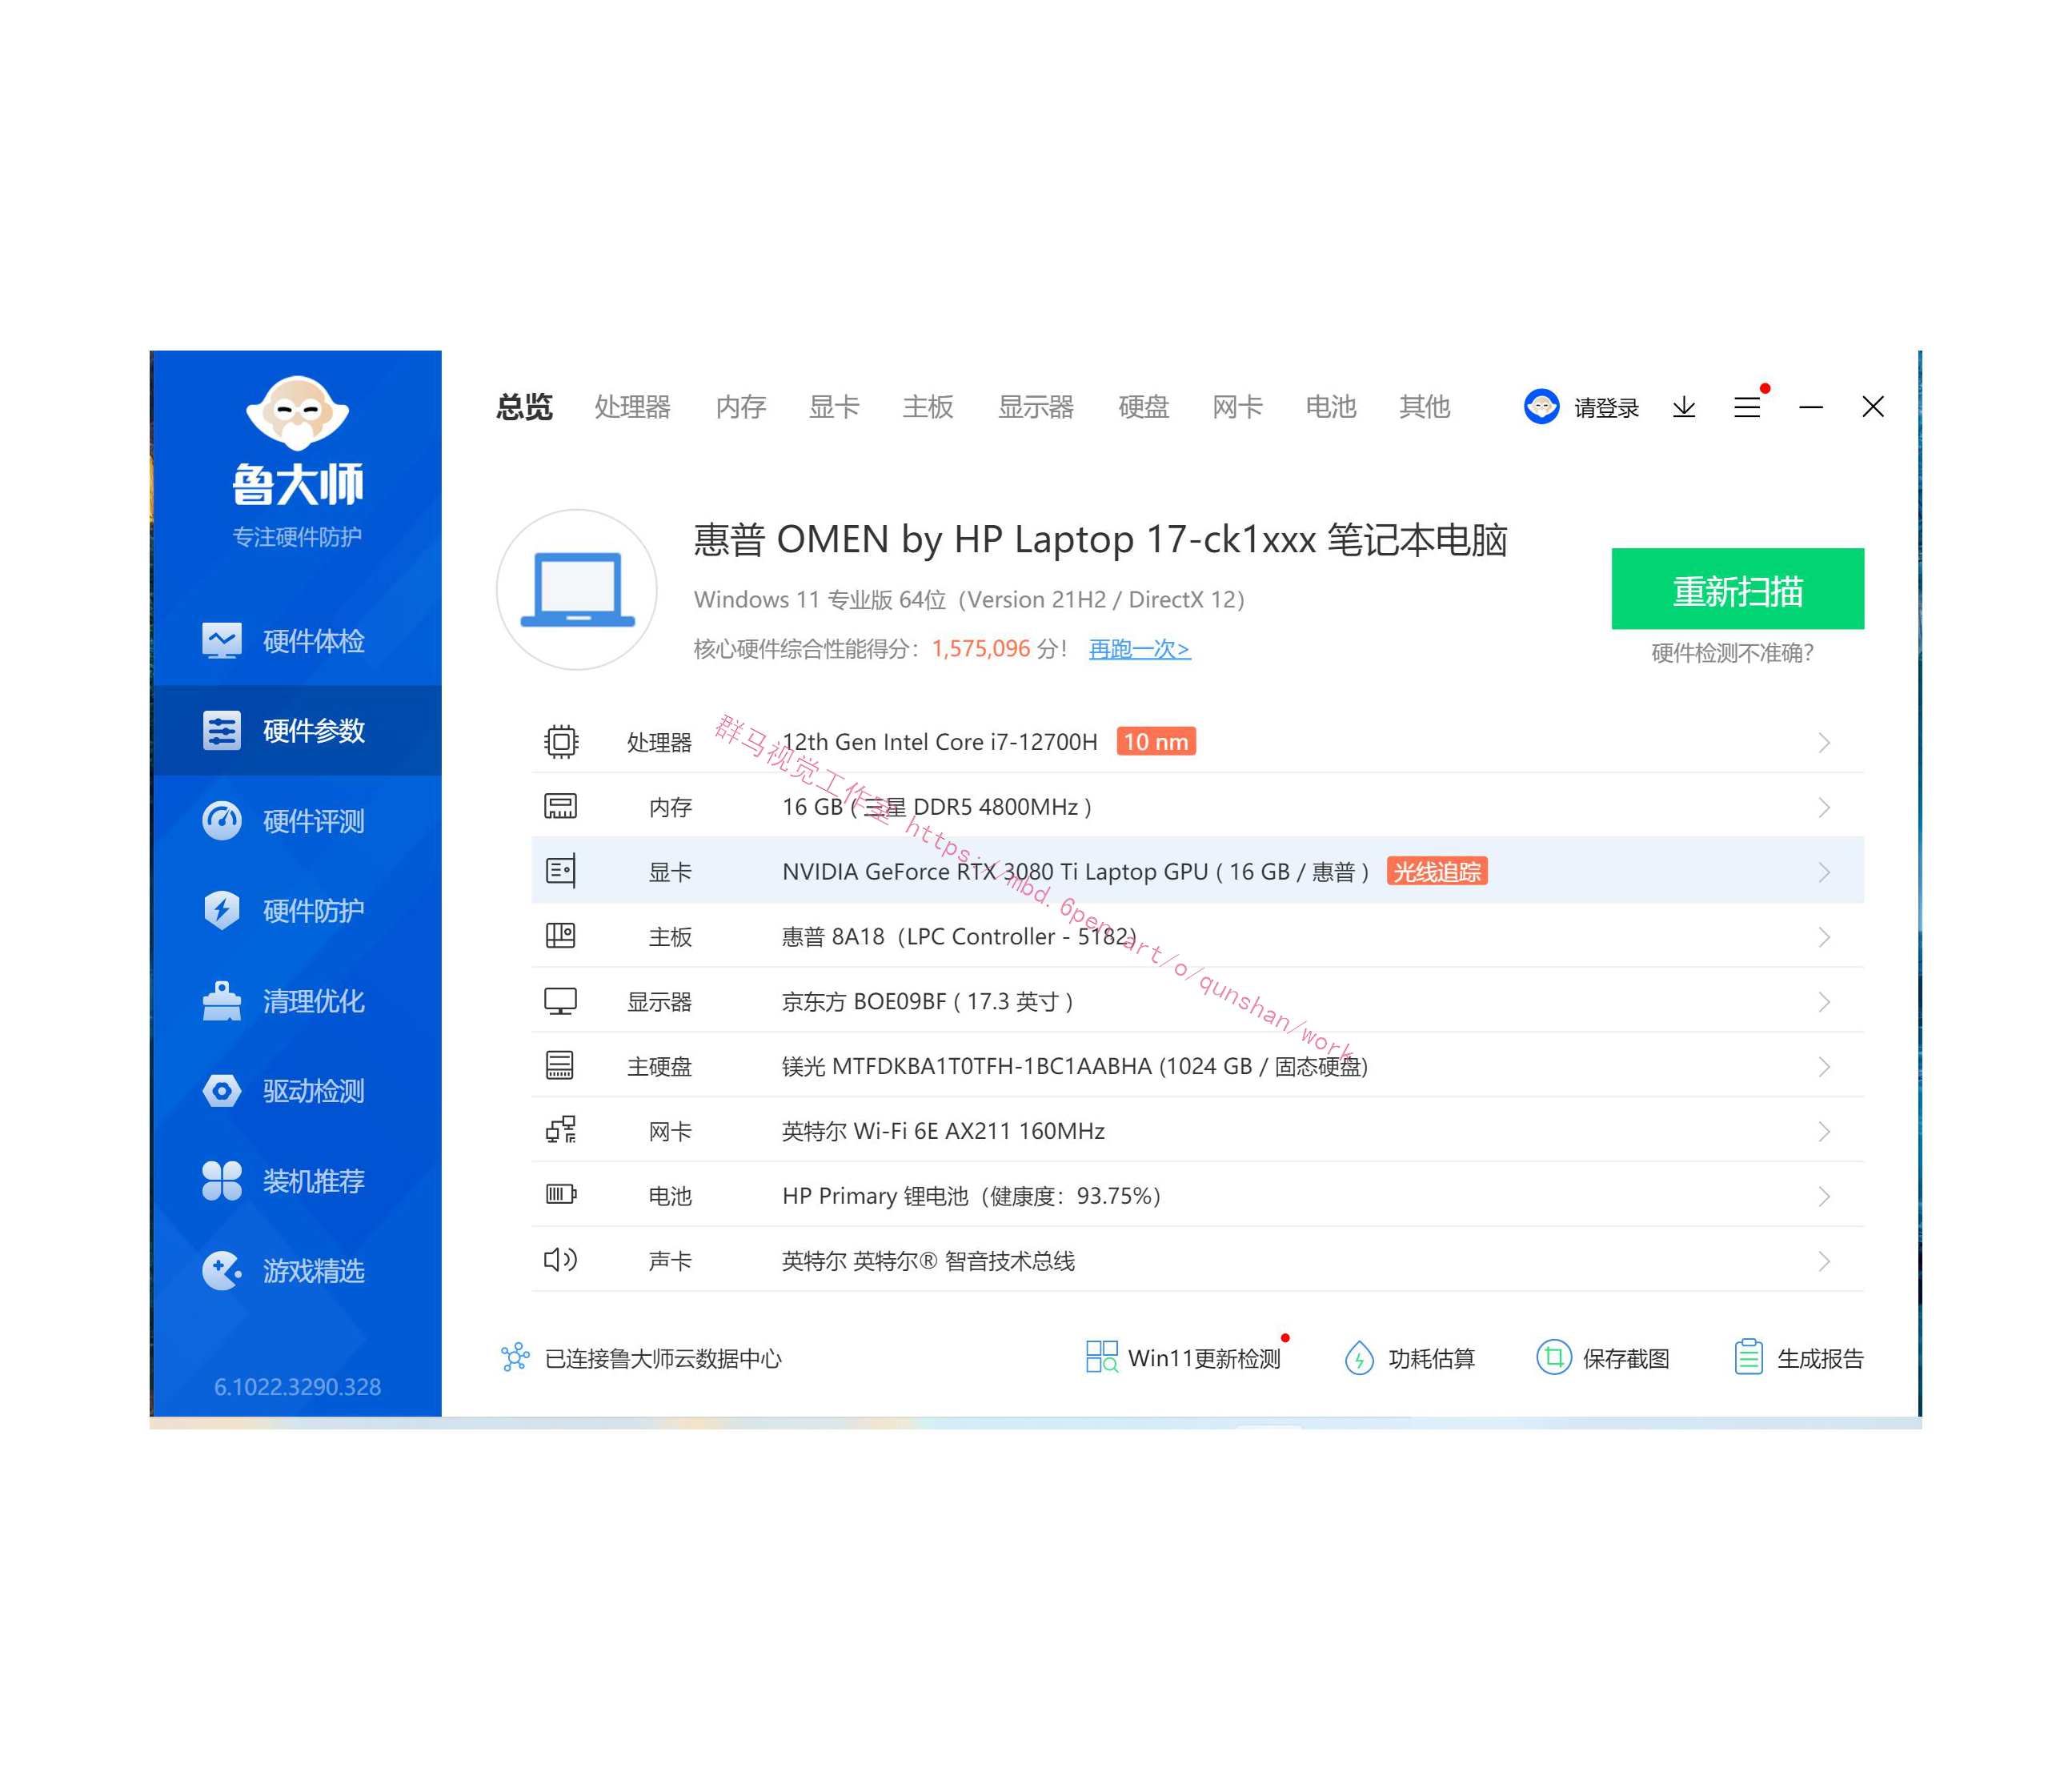 鲁大师
专注硬件防护
硬件体检
硬件参数
硬件评测
硬件防护
清理优化
驱动检测
装机推荐
游戏精选
6.1022.3290.328
总览 处理器 内存 显卡 主板 显示器 硬盘 网卡 电池 其他 请登录
惠普 OMEN by HP Laptop 17-ck1xxx 笔记本电脑
Windows 11 专业版 64位（Version 21H2 / DirectX 12）
核心硬件综合性能得分：1,575,096 分！ 再跑一次>
重新扫描
硬件检测不准确？
处理器 12th Gen Intel Core i7-12700H 10 nm
内存 16 GB ( 三星 DDR5 4800MHz )
显卡 NVIDIA GeForce RTX 3080 Ti Laptop GPU ( 16 GB / 惠普 ) 光线追踪
主板 惠普 8A18（LPC Controller - 5182）
显示器 京东方 BOE09BF ( 17.3 英寸 )
主硬盘 镁光 MTFDKBA1T0TFH-1BC1AABHA (1024 GB / 固态硬盘)
网卡 英特尔 Wi-Fi 6E AX211 160MHz
电池 HP Primary 锂电池（健康度：93.75%）
声卡 英特尔 英特尔® 智音技术总线
群马视觉工作室 https://mbd.6pen.art/o/qunshan/work
已连接鲁大师云数据中心 Win11更新检测 功耗估算 保存截图 生成报告